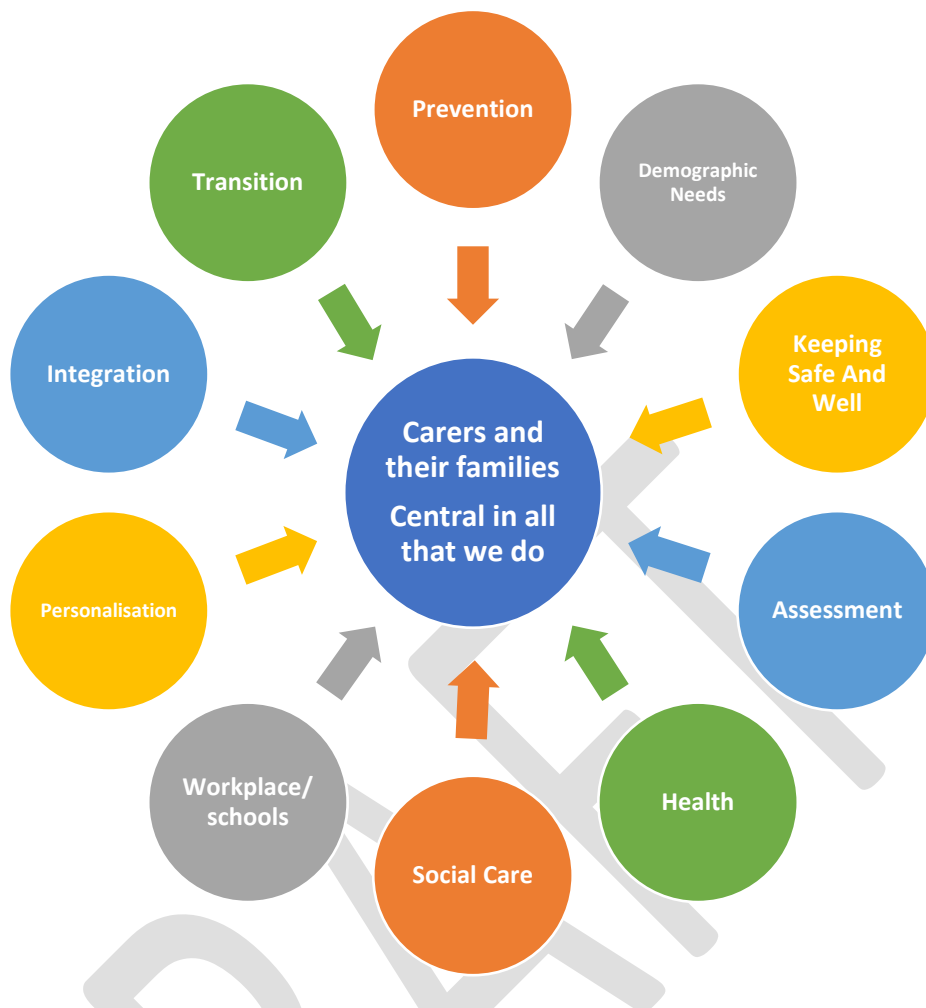 Prevention
Demographic
Needs
Keeping
Safe And
Well
Assessment
Health
Social Care
Workplace/
schools
Personalisation
Integration
Transition
Carers and
their families
Central in all
that we do
DRAFT